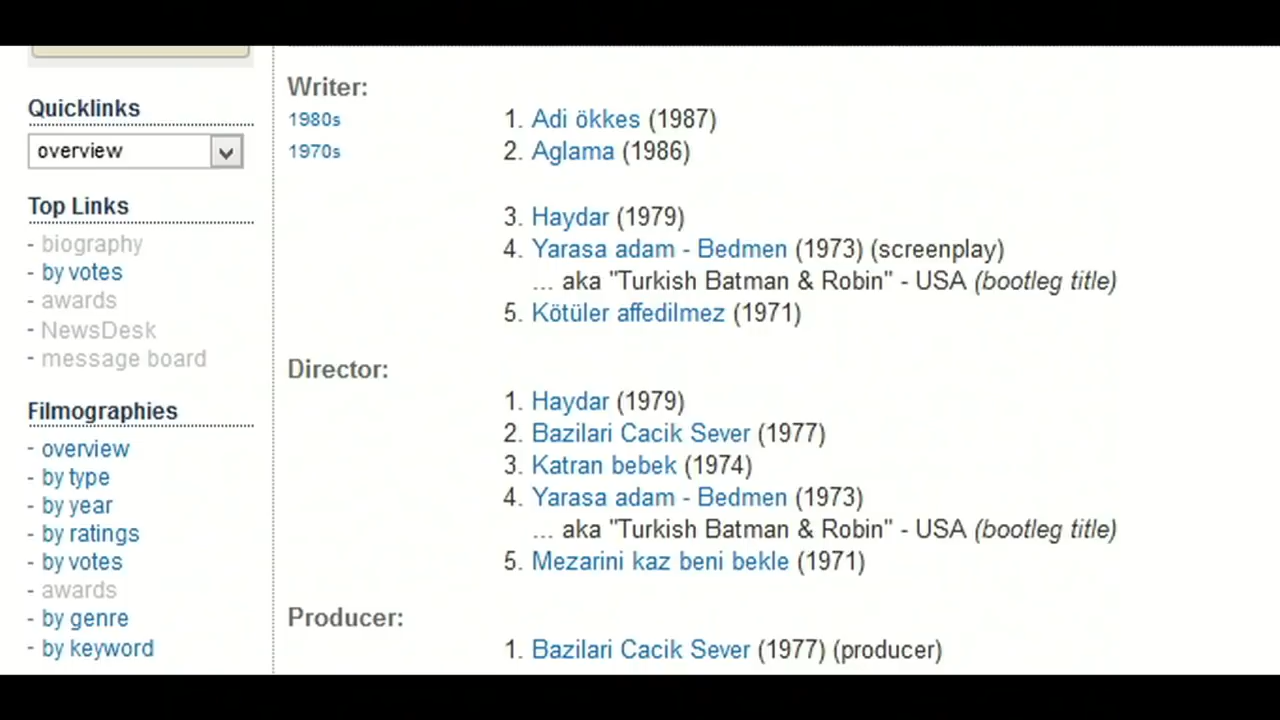 Quicklinks
overview
Top Links
- biography
- by votes
- awards
- NewsDesk
- message board
Filmographies
- overview
- by type
- by year
- by ratings
- by votes
- awards
- by genre
- by keyword
Writer:
1980s
1970s
1. Adi ökkes (1987)
2. Aglama (1986)
3. Haydar (1979)
4. Yarasa adam - Bedmen (1973) (screenplay)
... aka "Turkish Batman & Robin" - USA (bootleg title)
5. Kötüler affedilmez (1971)
Director:
1. Haydar (1979)
2. Bazilari Cacik Sever (1977)
3. Katran bebek (1974)
4. Yarasa adam - Bedmen (1973)
... aka "Turkish Batman & Robin" - USA (bootleg title)
5. Mezarini kaz beni bekle (1971)
Producer:
1. Bazilari Cacik Sever (1977) (producer)